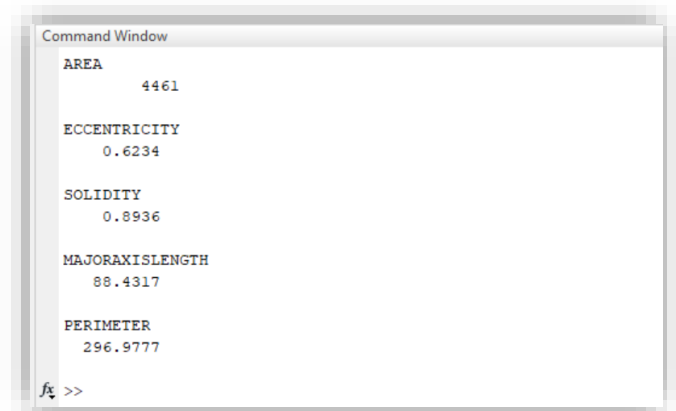 Command Window
AREA
4461
ECCENTRICITY
0.6234
SOLIDITY
0.8936
MAJORAXISLENGTH
88.4317
PERIMETER
296.9777
fx >>